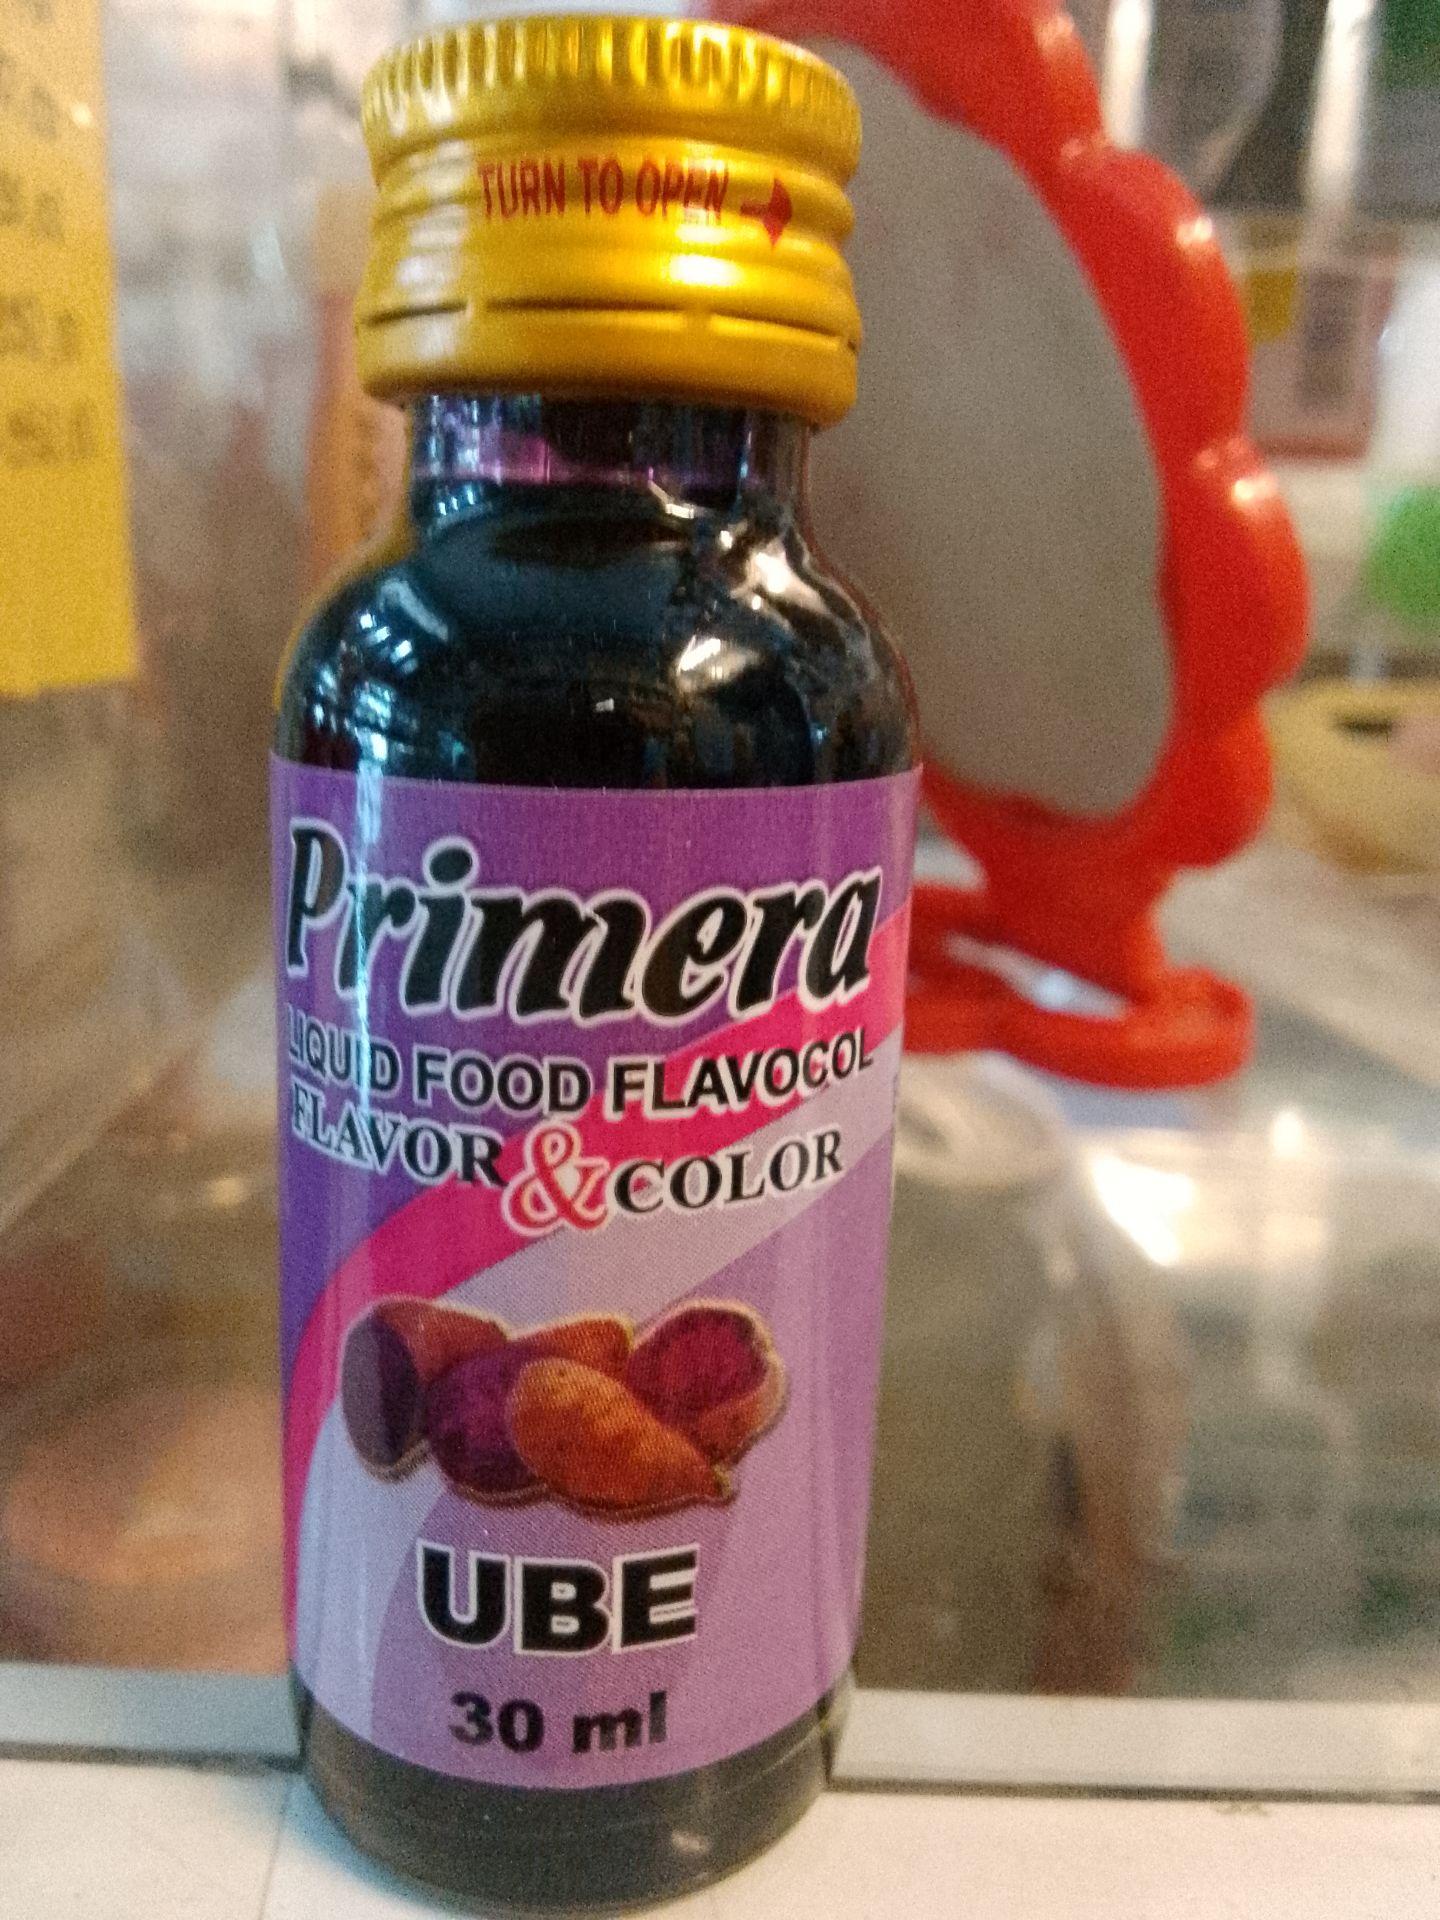 TURN TO OPEN
Primera
LIQUID FOOD FLAVOCOL
FLAVOR & COLOR
UBE
30 ml